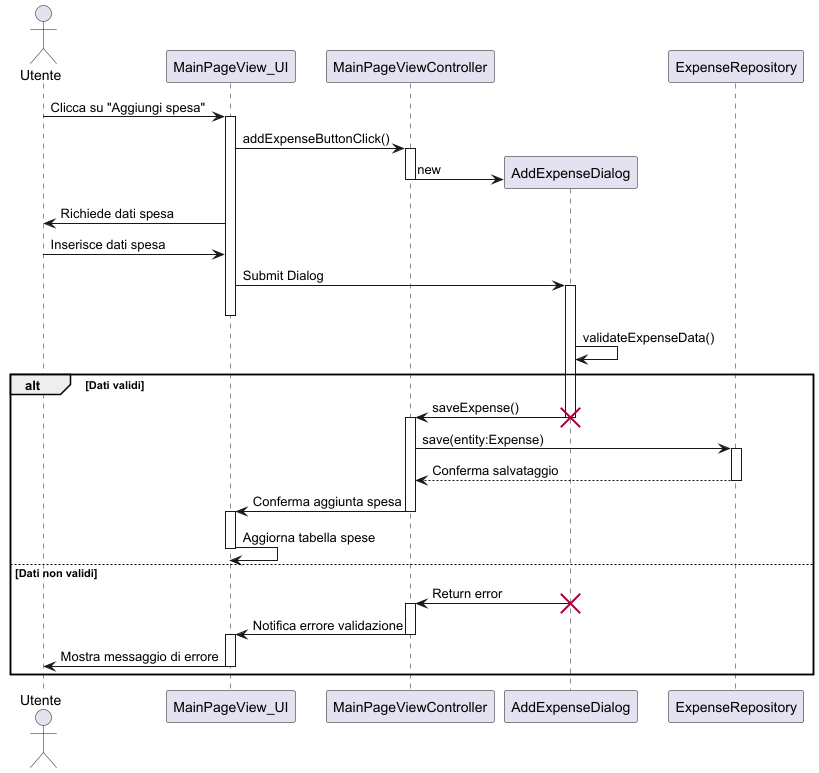 Utente
MainPageView_UI
MainPageViewController
ExpenseRepository
Clicca su "Aggiungi spesa"
addExpenseButtonClick()
new
AddExpenseDialog
Richiede dati spesa
Inserisce dati spesa
Submit Dialog
validateExpenseData()
alt
[Dati validi]
saveExpense()
save(entity:Expense)
Conferma salvataggio
Conferma aggiunta spesa
Aggiorna tabella spese
[Dati non validi]
Return error
Notifica errore validazione
Mostra messaggio di errore
Utente
MainPageView_UI
MainPageViewController
AddExpenseDialog
ExpenseRepository